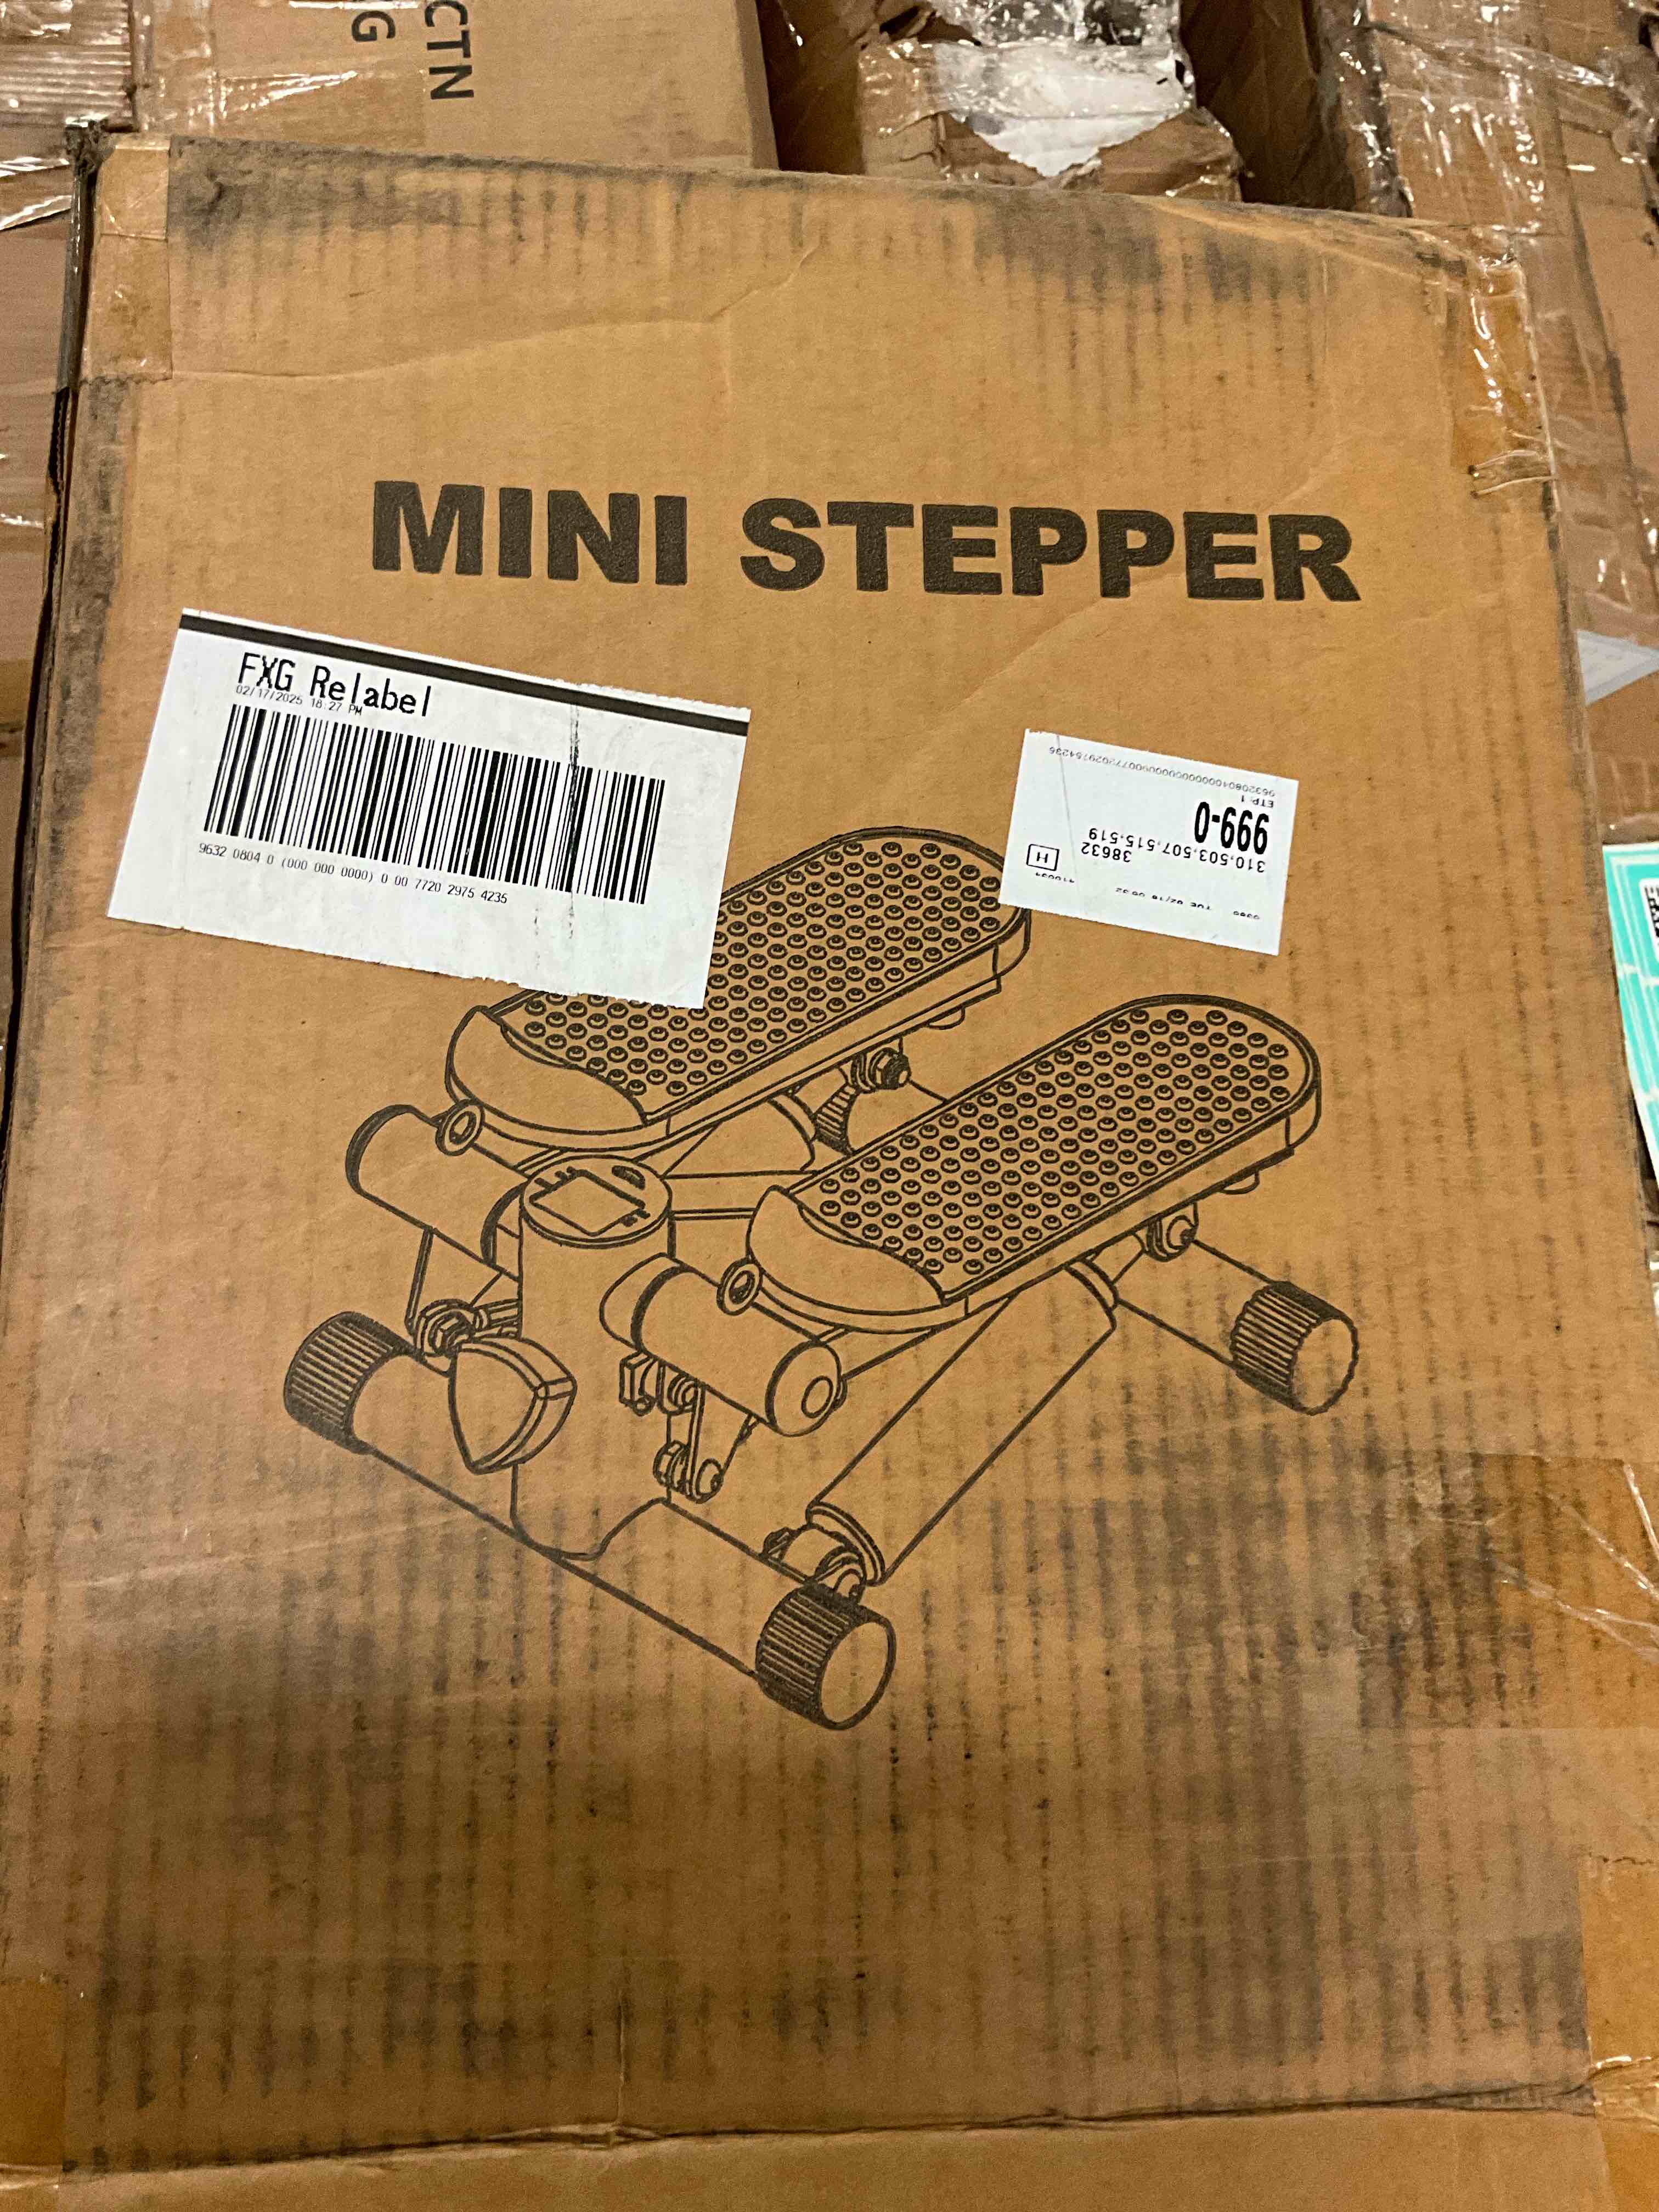 CTN
G
MINI STEPPER
FXG Relabel
02/17/2025 18:27 PM
9632 0804 0 (000 000 0000) 0 00 7720 2975 4235
310,503,507,515,519
38632
H
999-0
ETP 1